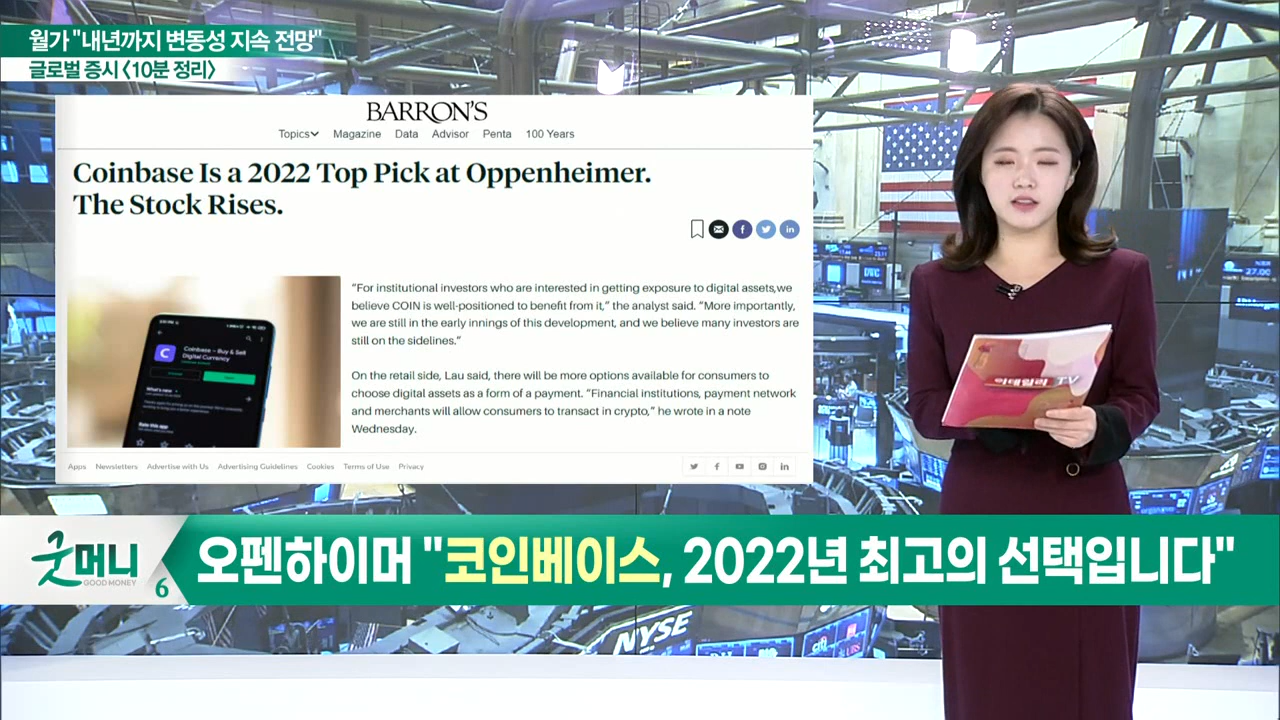 월가 "내년까지 변동성 지속 전망"
글로벌 증시 <10분 정리>
BARRON'S
Topics Magazine Data Advisor Penta 100 Years
Coinbase Is a 2022 Top Pick at Oppenheimer.
The Stock Rises.
"For institutional investors who are interested in getting exposure to digital assets,we
believe COIN is well-positioned to benefit from it," the analyst said. "More importantly,
we are still in the early innings of this development, and we believe many investors are
still on the sidelines."
On the retail side, Lau said, there will be more options available for consumers to
choose digital assets as a form of a payment. "Financial institutions, payment network
and merchants will allow consumers to transact in crypto," he wrote in a note
Wednesday.
Coinbase – Buy & Sell
Digital Currency
What's new
Rate this app
Apps Newsletters Advertise with Us Advertising Guidelines Cookies Terms of Use Privacy
이데일리 TV
굿머니
GOOD MONEY
6
오펜하이머 "코인베이스, 2022년 최고의 선택입니다"
NYSE
citi